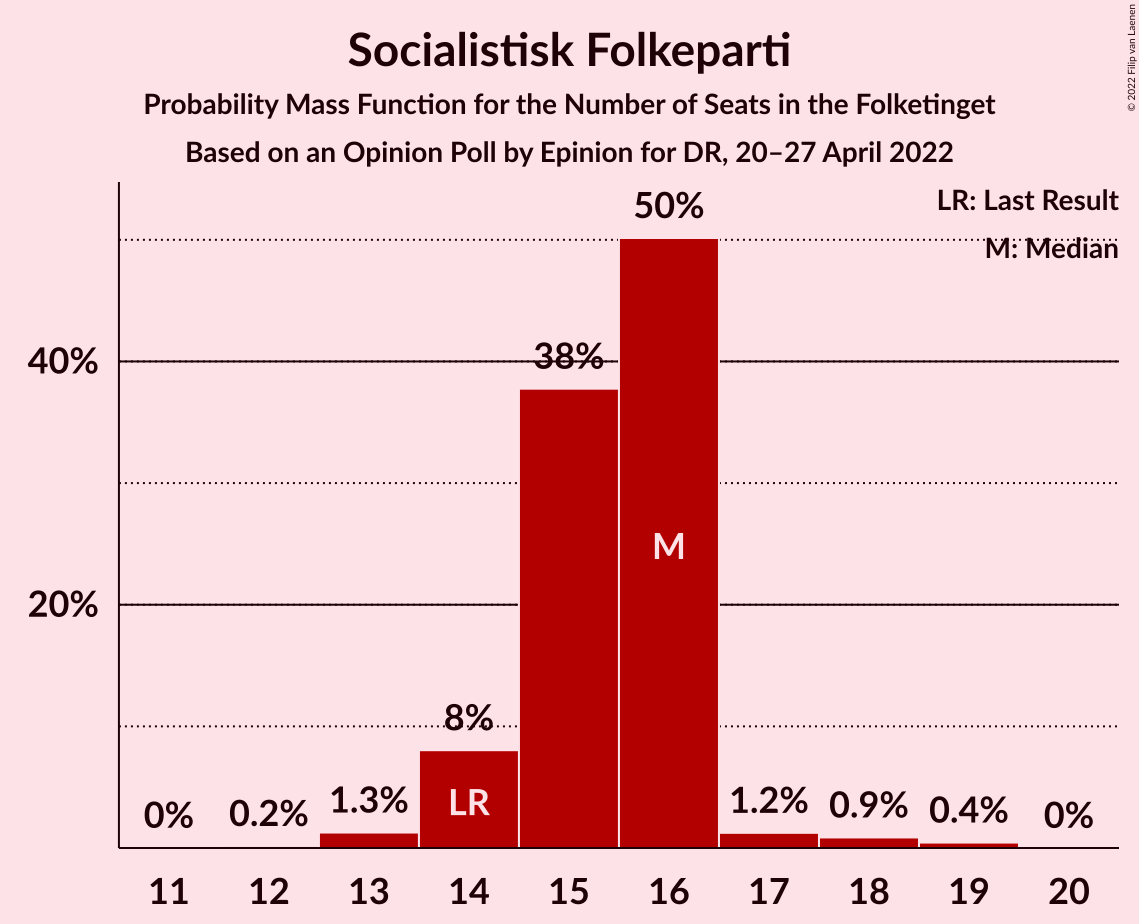 Socialistisk Folkeparti
Probability Mass Function for the Number of Seats in the Folketinget
Based on an Opinion Poll by Epinion for DR, 20–27 April 2022
© 2022 Filip van Laenen
LR: Last Result
M: Median
50%
40%
38%
M
20%
8%
LR
0%
0.2%
1.3%
1.2%
0.9%
0.4%
0%
11 12 13 14 15 16 17 18 19 20